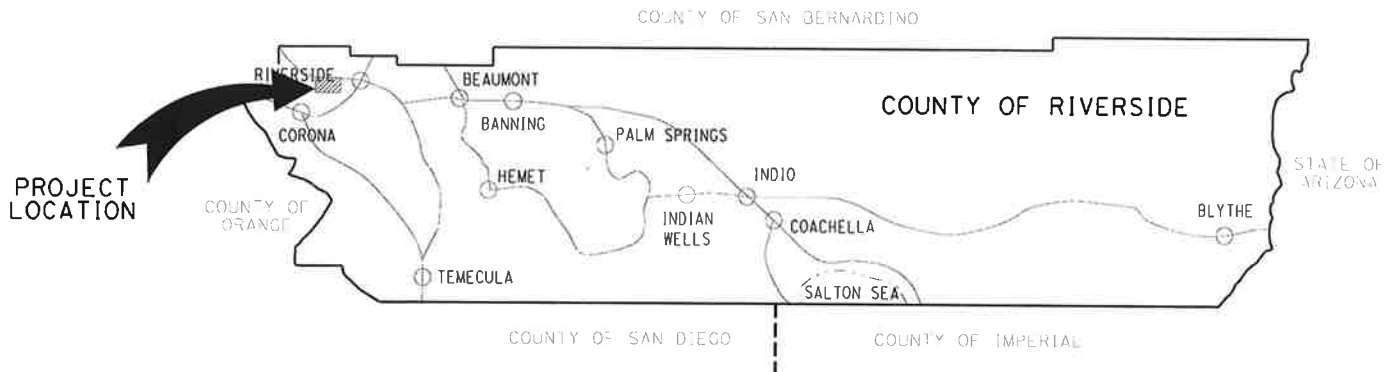 COUNTY OF SAN BERNARDINO
RIVERSIDE
BEAUMONT
COUNTY OF RIVERSIDE
CORONA
BANNING
PALM SPRINGS
STATE OF
ARIZONA
PROJECT
LOCATION
HEMET
INDIO
COUNTY OF
ORANGE
INDIAN
WELLS
COACHELLA
BLYTHE
TEMECULA
SALTON SEA
COUNTY OF SAN DIEGO
COUNTY OF IMPERIAL